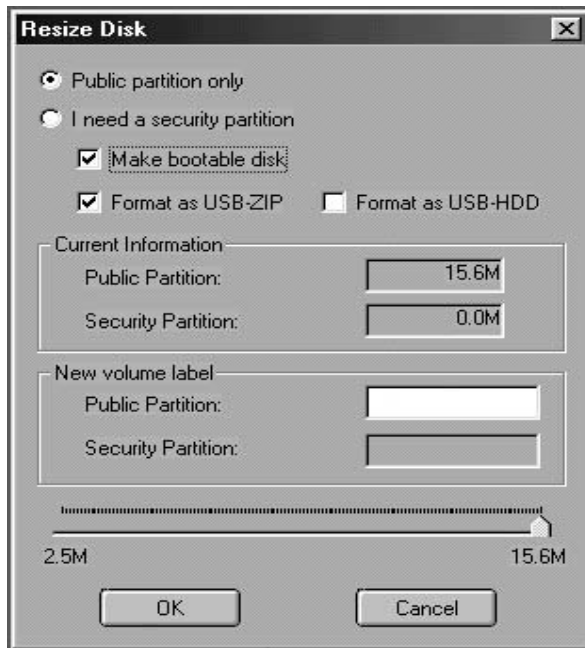 Resize Disk
Public partition only
I need a security partition
Make bootable disk
Format as USB-ZIP Format as USB-HDD
Current Information
Public Partition: 15.6M
Security Partition: 0.0M
New volume label
Public Partition:
Security Partition:
2.5M 15.6M
OK Cancel